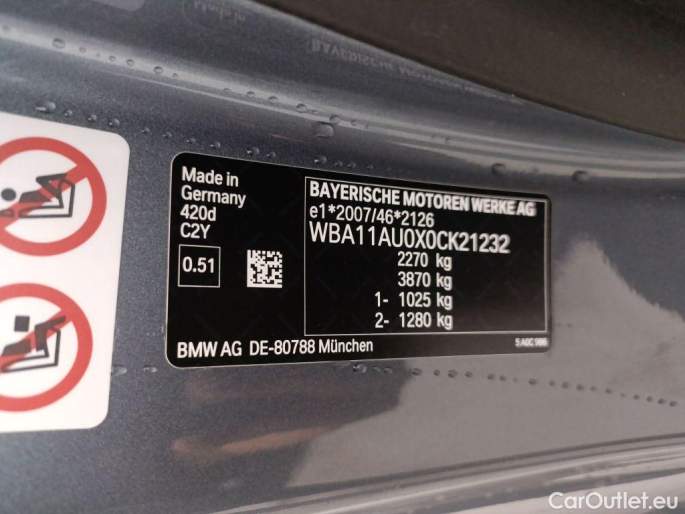 Made in
Germany
420d
C2Y
0.51
BAYERISCHE MOTOREN WERKE AG
e1*2007/46*2126
WBA11AU0X0CK21232
2270 kg
3870 kg
1- 1025 kg
2- 1280 kg
BMW AG DE-80788 München
CarOutlet.eu